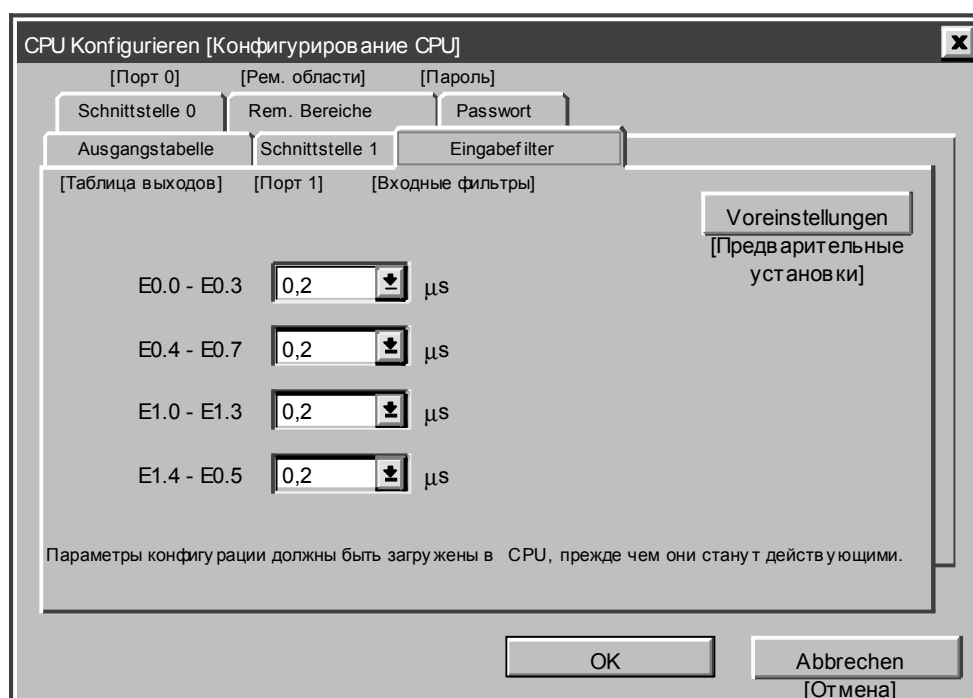 CPU Konfigurieren [Конфигурирование CPU]
[Порт 0] [Рем. области] [Пароль]
Schnittstelle 0 Rem. Bereiche Passwort
Ausgangstabelle Schnittstelle 1 Eingabefilter
[Таблица выходов] [Порт 1] [Входные фильтры]
Voreinstellungen
[Предварительные
установки]
E0.0 - E0.3 0,2 µs
E0.4 - E0.7 0,2 µs
E1.0 - E1.3 0,2 µs
E1.4 - E0.5 0,2 µs
Параметры конфигурации должны быть загружены в CPU, прежде чем они станут действующими.
OK Abbrechen
[Отмена]